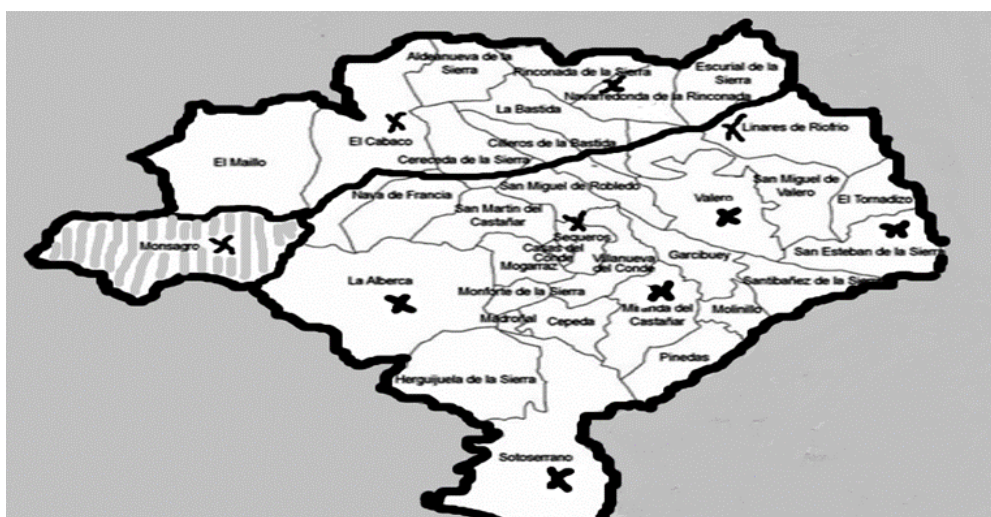 Aldeanueva de la
Sierra
Rinconada de la Sierra
Escurial de la
Sierra
Navarredonda de la Rinconada
La Bastida
Linares de Riofrio
El Cabaco
Cilleros de la Bastida
El Maillo
Cereceda de la Sierra
San Miguel de
Valero
San Miguel de Robledo
Nava de Francia
Valero
El Tornadizo
San Martin del
Castañar
Sequeros
Monsagro
Casas del
Conde
Villanueva
del Conde
Garcibuey
San Esteban de la Sierra
Mogarraz
La Alberca
Santibañez de la Sierra
Monforte de la Sierra
Miranda del
Castañar
Molinillo
Madroñal
Cepeda
Pinedas
Herguijuela de la Sierra
Sotoserrano